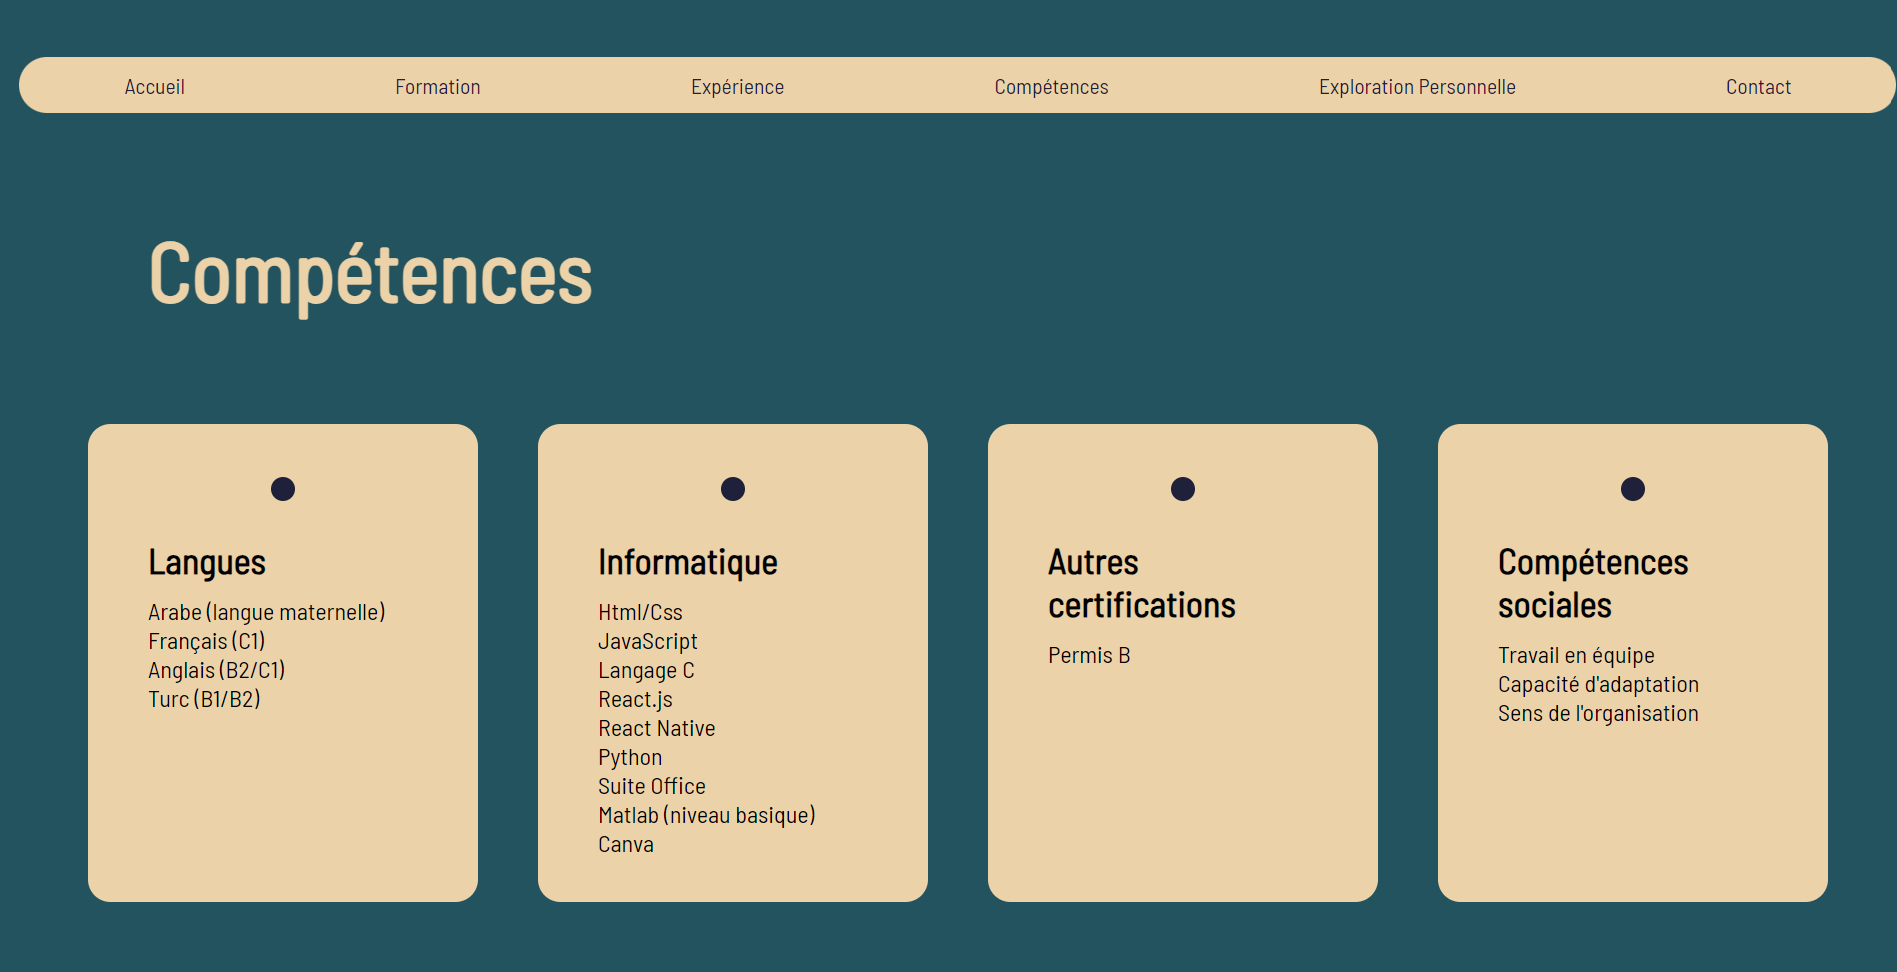 Accueil Formation Expérience Compétences Exploration Personnelle Contact
Compétences
Langues
Arabe (langue maternelle)
Français (C1)
Anglais (B2/C1)
Turc (B1/B2)
Informatique
Html/Css
JavaScript
Langage C
React.js
React Native
Python
Suite Office
Matlab (niveau basique)
Canva
Autres
certifications
Permis B
Compétences
sociales
Travail en équipe
Capacité d'adaptation
Sens de l'organisation